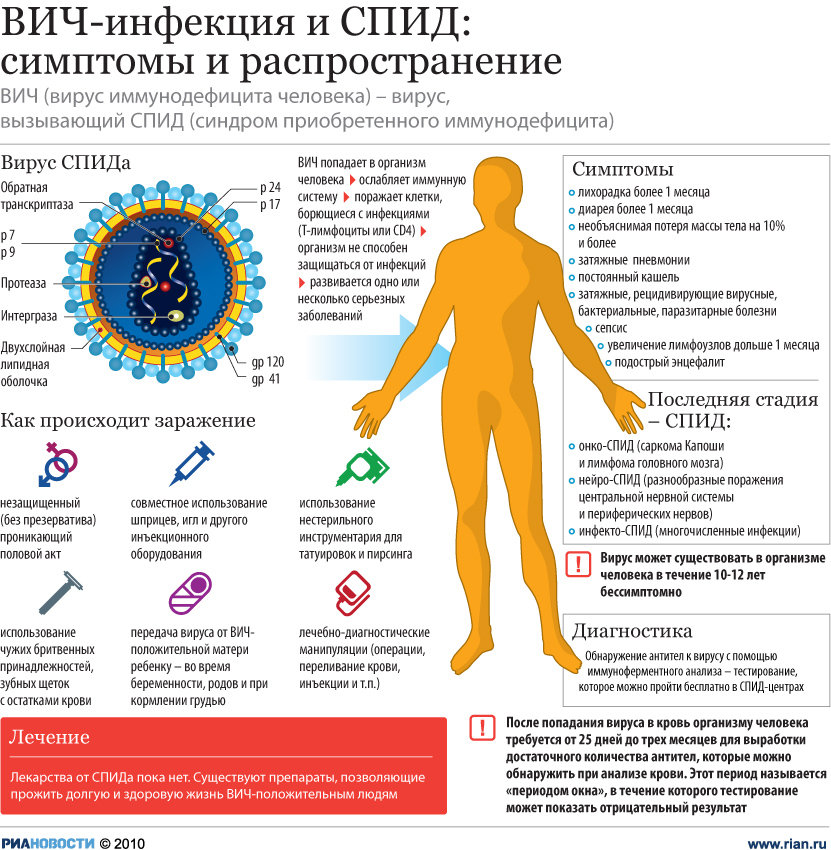 ВИЧ-инфекция и СПИД:
симптомы и распространение
ВИЧ (вирус иммунодефицита человека) – вирус,
вызывающий СПИД (синдром приобретенного иммунодефицита)
Вирус СПИДа
Обратная
транскриптаза
p 7
p 9
Протеаза
Интерграза
Двухслойная
липидная
оболочка
p 24
p 17
gp 120
gp 41
ВИЧ попадает в организм
человека ▶ ослабляет иммунную
систему ▶ поражает клетки,
борющиеся с инфекциями
(Т-лимфоциты или CD4) ▶
организм не способен
защищаться от инфекций
▶ развивается одно или
несколько серьезных
заболеваний
Симптомы
лихорадка более 1 месяца
диарея более 1 месяца
необъяснимая потеря массы тела на 10%
и более
затяжные пневмонии
постоянный кашель
затяжные, рецидивирующие вирусные,
бактериальные, паразитарные болезни
сепсис
увеличение лимфоузлов дольше 1 месяца
подострый энцефалит
Последняя стадия
– СПИД:
онко-СПИД (саркома Капоши
и лимфома головного мозга)
нейро-СПИД (разнообразные поражения
центральной нервной системы
и периферических нервов)
инфекто-СПИД (многочисленные инфекции)
! Вирус может существовать в организме
человека в течение 10-12 лет
бессимптомно
Как происходит заражение
незащищенный
(без презерватива)
проникающий
половой акт
совместное использование
шприцев, игл и другого
инъекционного
оборудования
использование
нестерильного
инструментария для
татуировок и пирсинга
использование
чужих бритвенных
принадлежностей,
зубных щеток
с остатками крови
передача вируса от ВИЧ-
положительной матери
ребенку – во время
беременности, родов и при
кормлении грудью
лечебно-диагностические
манипуляции (операции,
переливание крови,
инъекции и т.п.)
Диагностика
Обнаружение антител к вирусу с помощью
иммуноферментного анализа – тестирование,
которое можно пройти бесплатно в СПИД-центрах
Лечение
Лекарства от СПИДа пока нет. Существуют препараты, позволяющие
прожить долгую и здоровую жизнь ВИЧ-положительным людям
! После попадания вируса в кровь организму человека
требуется от 25 дней до трех месяцев для выработки
достаточного количества антител, которые можно
обнаружить при анализе крови. Этот период называется
«периодом окна», в течение которого тестирование
может показать отрицательный результат
РИАНОВОСТИ © 2010
www.rian.ru